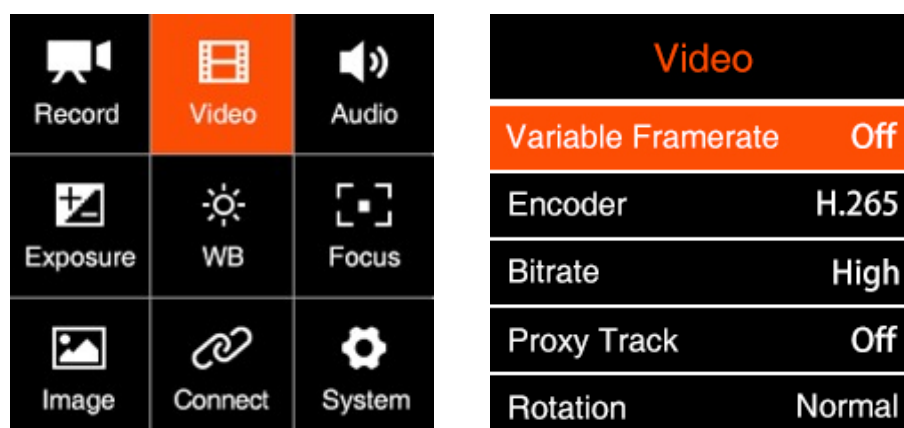 Record Video Audio
Exposure WB Focus
Image Connect System
Video
Variable Framerate Off
Encoder H.265
Bitrate High
Proxy Track Off
Rotation Normal